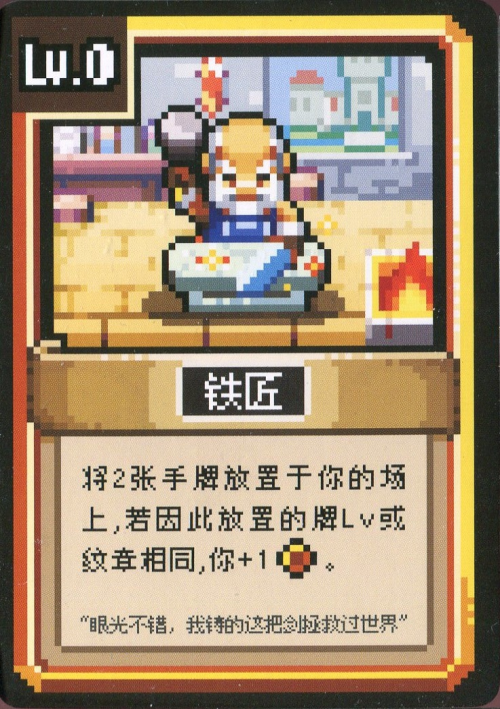 Lv.0
铁匠
将2张手牌放置于你的场
上,若因此放置的牌Lv或
纹章相同,你+1 。
“眼光不错，我铸的这把剑拯救过世界”